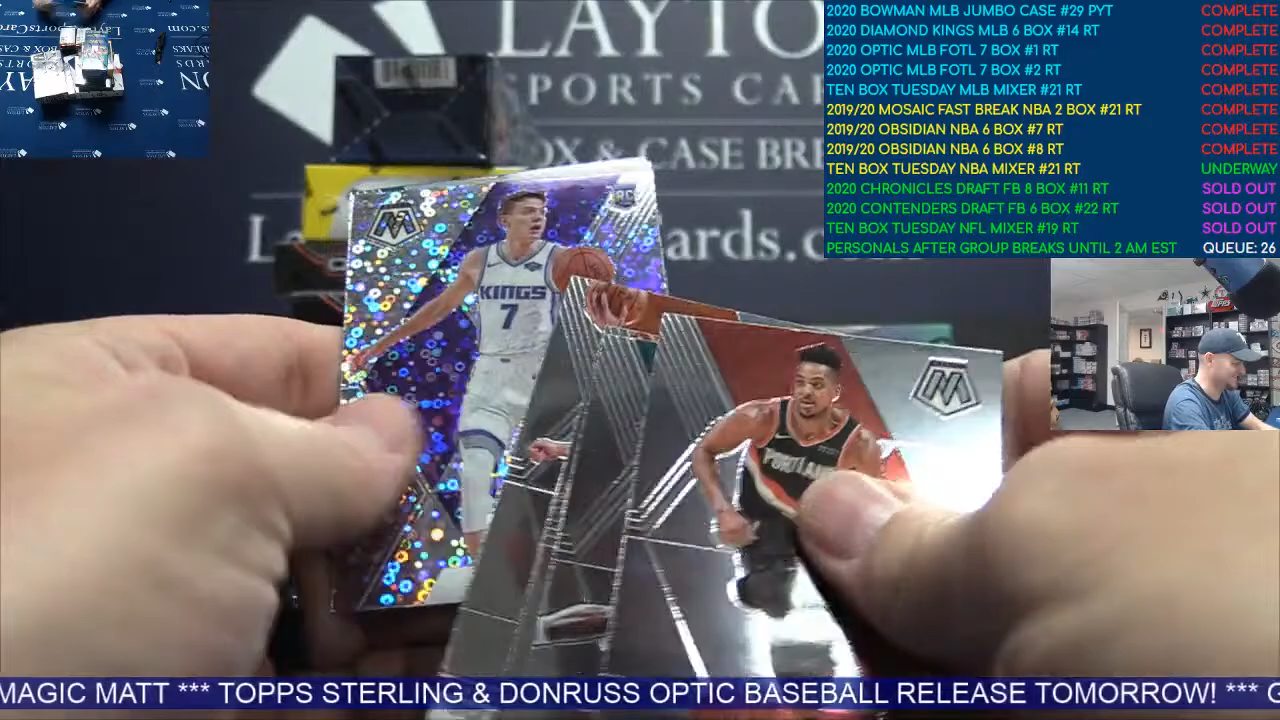 2020 BOWMAN MLB JUMBO CASE #29 PYT COMPLETE
2020 DIAMOND KINGS MLB 6 BOX #14 RT COMPLETE
2020 OPTIC MLB FOTL 7 BOX #1 RT COMPLETE
2020 OPTIC MLB FOTL 7 BOX #2 RT COMPLETE
TEN BOX TUESDAY MLB MIXER #21 RT COMPLETE
2019/20 MOSAIC FAST BREAK NBA 2 BOX #21 RT COMPLETE
2019/20 OBSIDIAN NBA 6 BOX #7 RT COMPLETE
2019/20 OBSIDIAN NBA 6 BOX #8 RT COMPLETE
TEN BOX TUESDAY NBA MIXER #21 RT UNDERWAY
2020 CHRONICLES DRAFT FB 8 BOX #11 RT SOLD OUT
2020 CONTENDERS DRAFT FB 6 BOX #22 RT SOLD OUT
TEN BOX TUESDAY NFL MIXER #19 RT SOLD OUT
PERSONALS AFTER GROUP BREAKS UNTIL 2 AM EST QUEUE: 26
LAYTO
SPORTS CA
OX & CASE BRE
La ards.co
KINGS
7
PORTLAN
MAGIC MATT *** TOPPS STERLING & DONRUSS OPTIC BASEBALL RELEASE TOMORROW! *** C